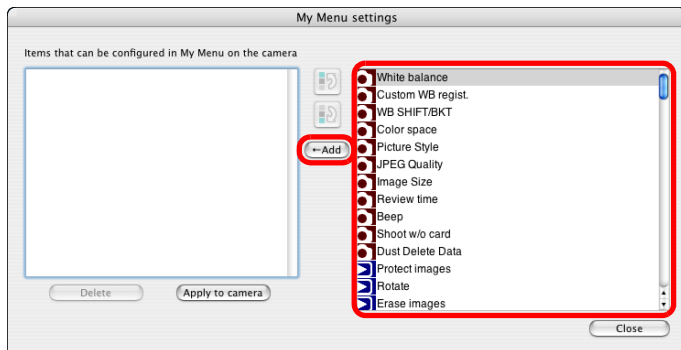 My Menu settings
Items that can be configured in My Menu on the camera
White balance
Custom WB regist.
WB SHIFT/BKT
Color space
←Add
Picture Style
JPEG Quality
Image Size
Review time
Beep
Shoot w/o card
Dust Delete Data
Protect images
Rotate
Erase images
Delete
Apply to camera
Close